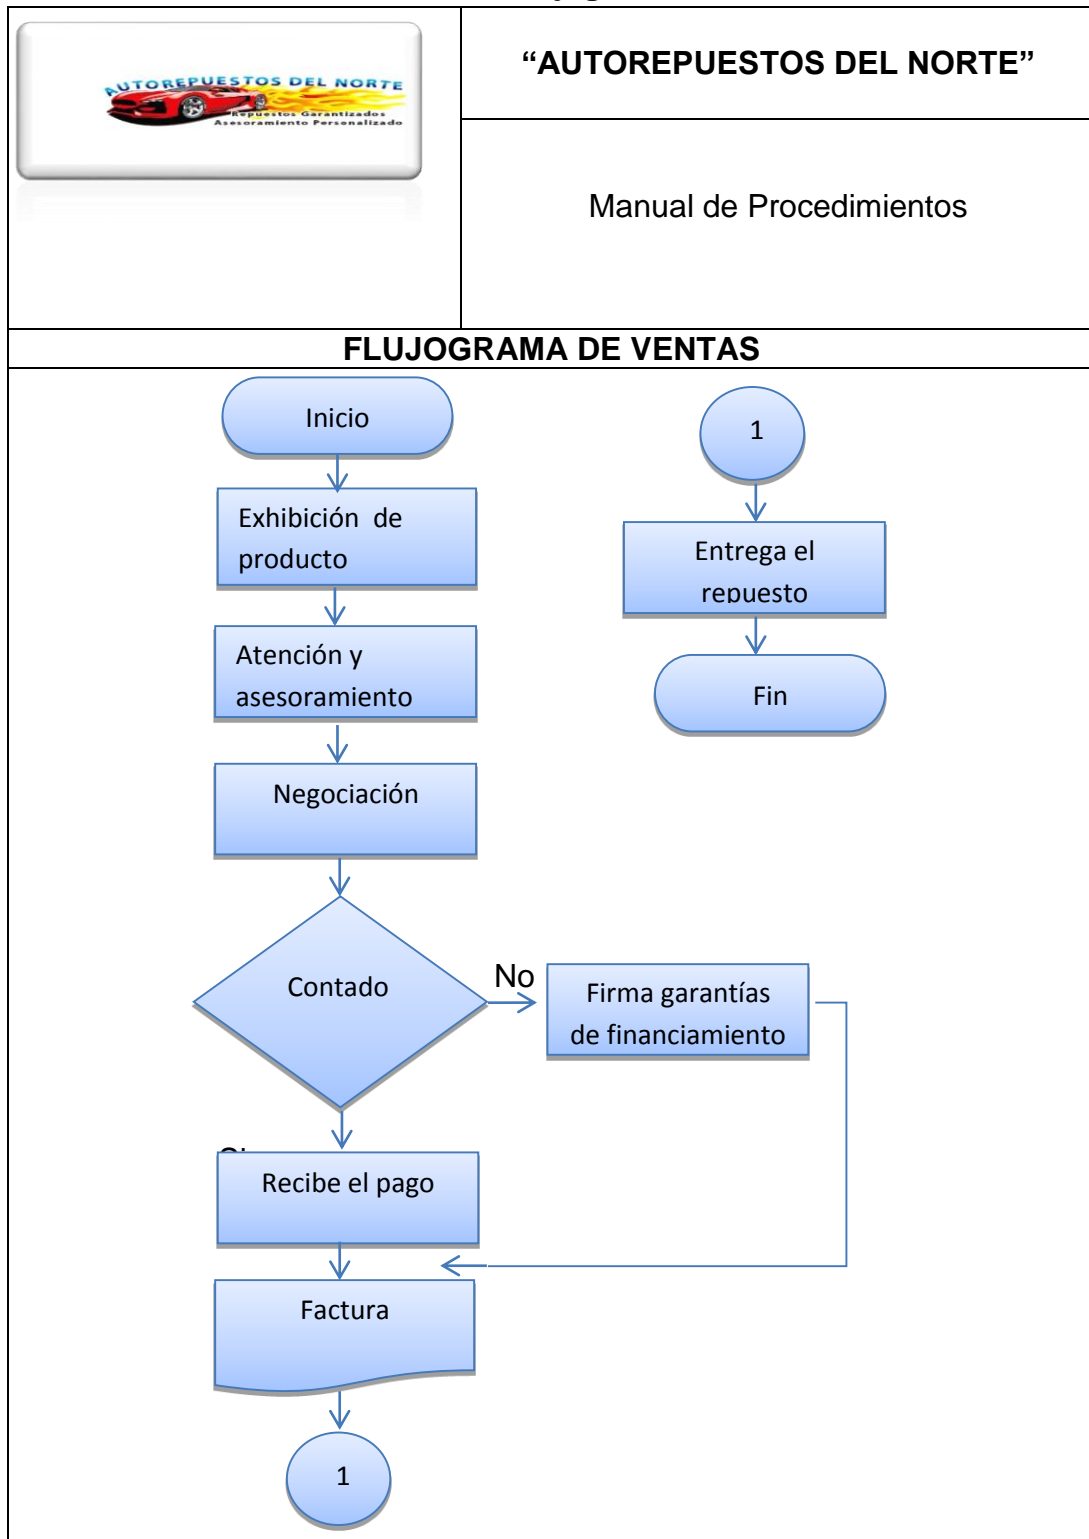 AUTOREPUESTOS DEL NORTE
Repuestos Garantizados
Asesoramiento Personalizado
“AUTOREPUESTOS DEL NORTE”
Manual de Procedimientos
FLUJOGRAMA DE VENTAS
Inicio
Exhibición de
producto
Atención y
asesoramiento
Negociación
Contado
No
Firma garantías
de financiamiento
Recibe el pago
Factura
1
1
Entrega el
repuesto
Fin